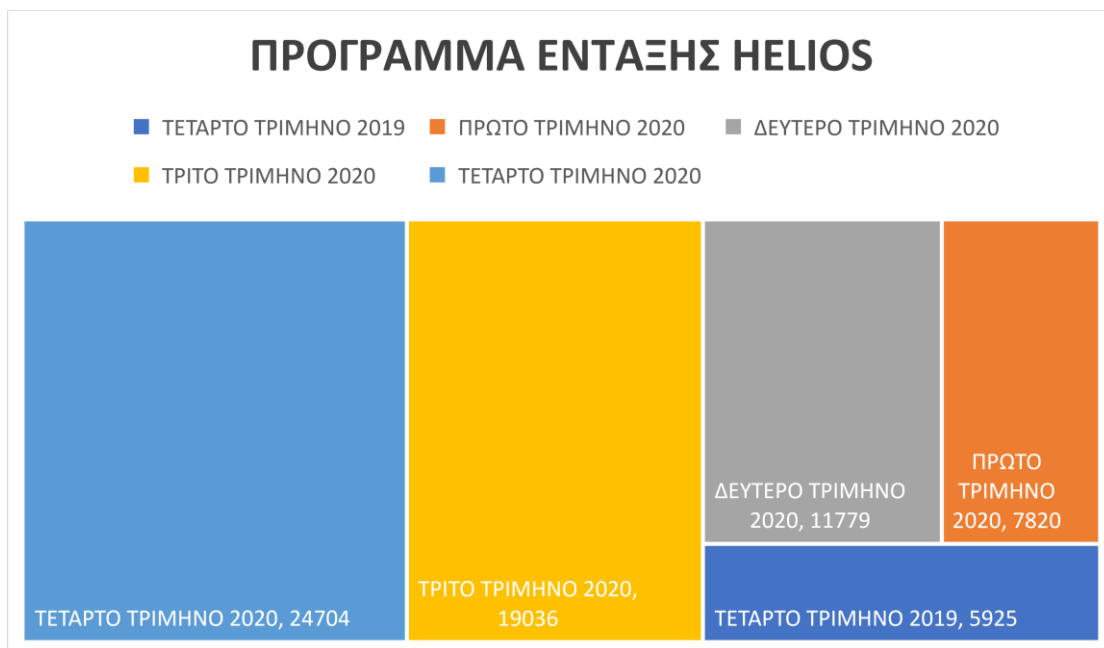 ΠΡΟΓΡΑΜΜΑ ΕΝΤΑΞΗΣ HELIOS
ΤΕΤΑΡΤΟ ΤΡΙΜΗΝΟ 2019
ΠΡΩΤΟ ΤΡΙΜΗΝΟ 2020
ΔΕΥΤΕΡΟ ΤΡΙΜΗΝΟ 2020
ΤΡΙΤΟ ΤΡΙΜΗΝΟ 2020
ΤΕΤΑΡΤΟ ΤΡΙΜΗΝΟ 2020
ΤΕΤΑΡΤΟ ΤΡΙΜΗΝΟ 2020, 24704
ΤΡΙΤΟ ΤΡΙΜΗΝΟ 2020,
19036
ΔΕΥΤΕΡΟ ΤΡΙΜΗΝΟ
2020, 11779
ΠΡΩΤΟ
ΤΡΙΜΗΝΟ
2020, 7820
ΤΕΤΑΡΤΟ ΤΡΙΜΗΝΟ 2019, 5925